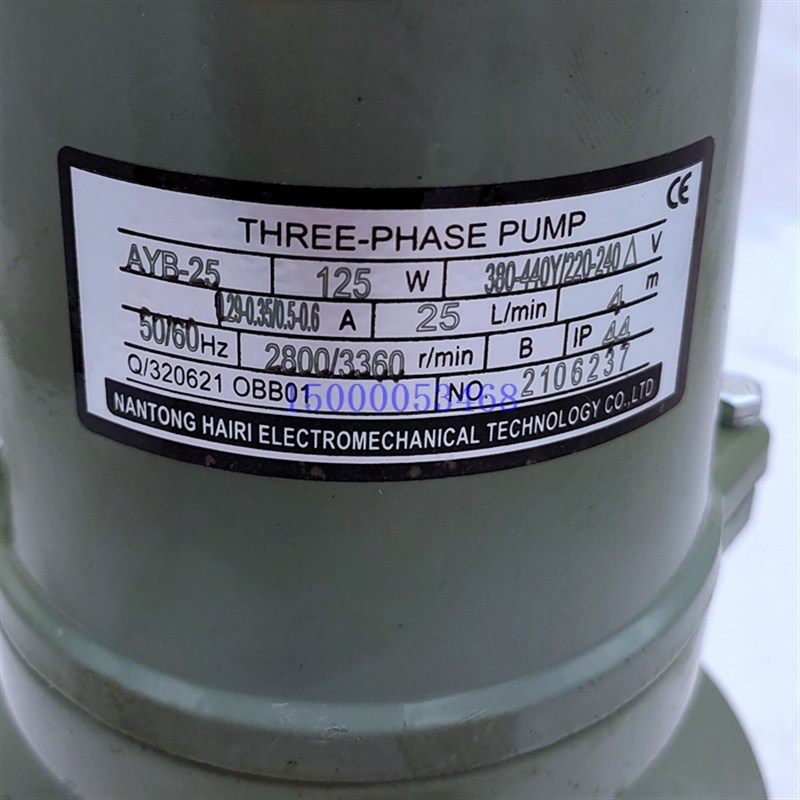 CE
THREE-PHASE PUMP
AYB-25 125 W 380-440Y/220-240△ V
0.29-0.35/0.5-0.6 A 25 L/min 4 m
50/60Hz 2800/3360 r/min B IP 44
Q/320621 OBB01 NO. 2106237
15000053468
NANTONG HAIRI ELECTROMECHANICAL TECHNOLOGY CO.,LTD